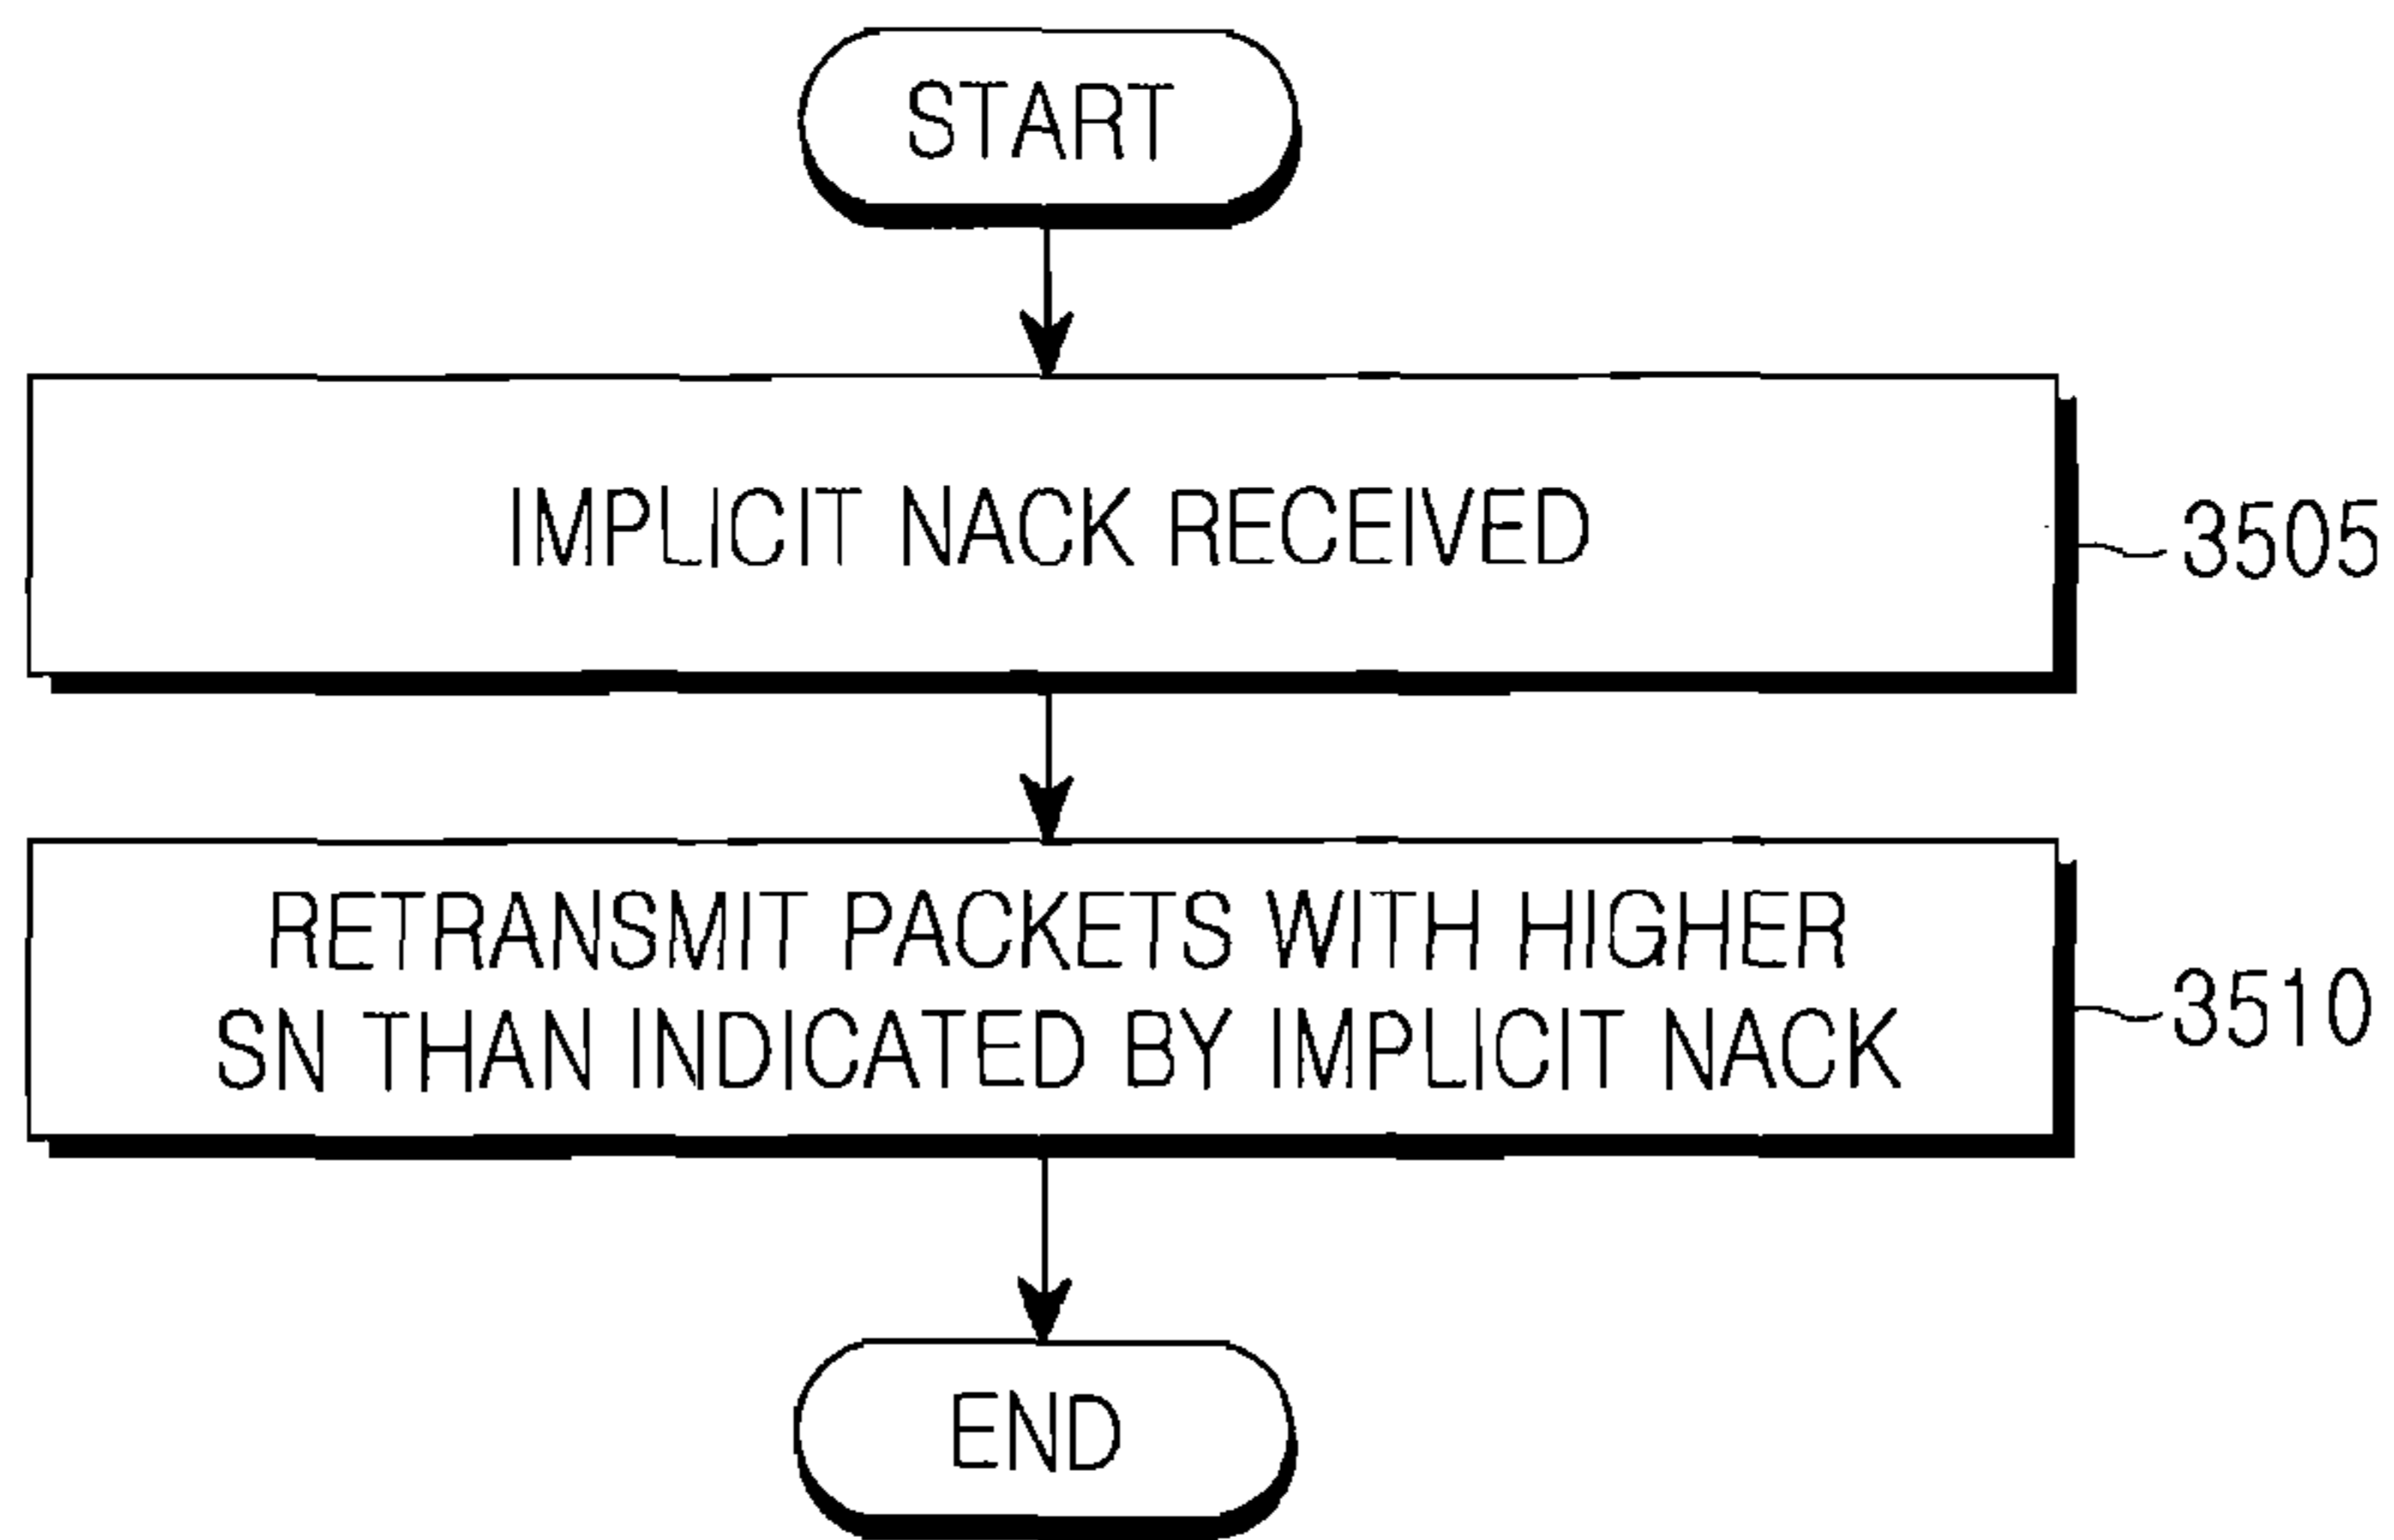 START
IMPLICIT NACK RECEIVED
3505
RETRANSMIT PACKETS WITH HIGHER
SN THAN INDICATED BY IMPLICIT NACK
3510
END